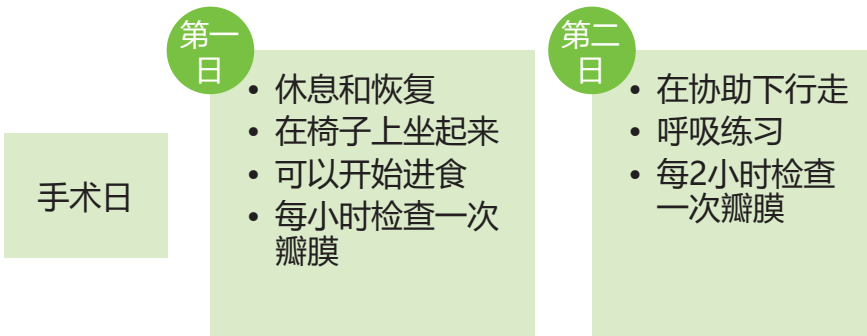 手术日
第一
日
• 休息和恢复
• 在椅子上坐起来
• 可以开始进食
• 每小时检查一次
瓣膜
第二
日
• 在协助下行走
• 呼吸练习
• 每2小时检查
一次瓣膜